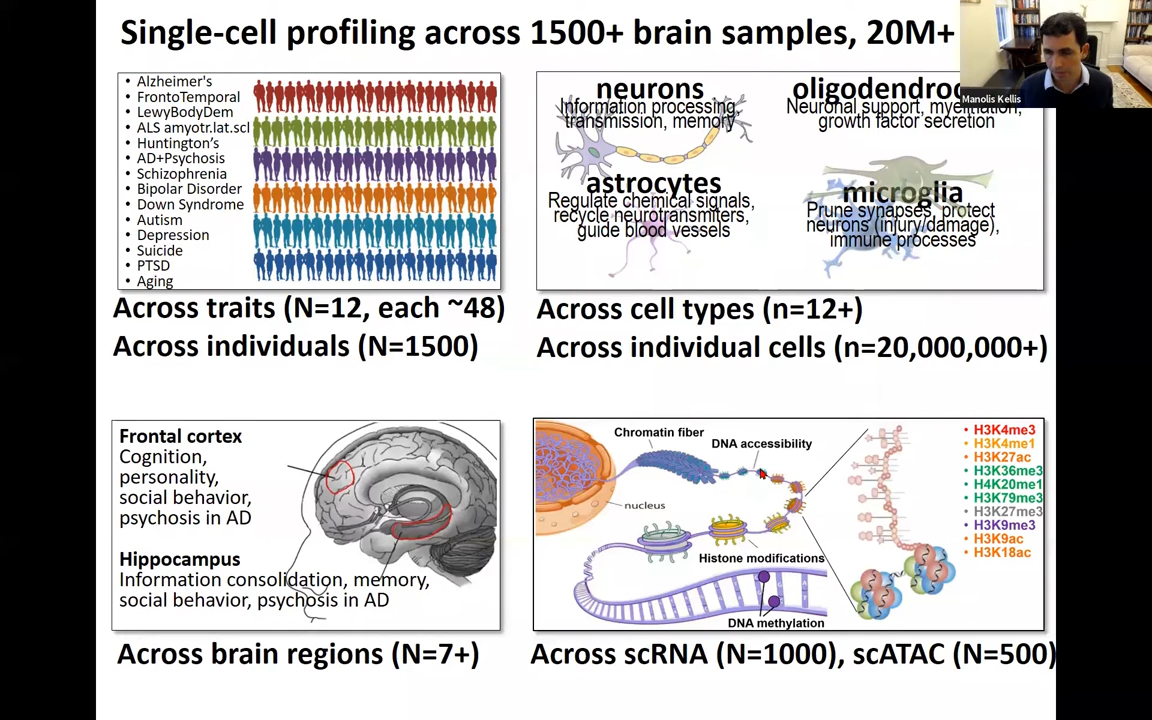 Single-cell profiling across 1500+ brain samples, 20M+
Manolis Kellis
• Alzheimer's
• FrontoTemporal
• LewyBodyDem
• ALS amyotr.lat.scl
• Huntington's
• AD+Psychosis
• Schizophrenia
• Bipolar Disorder
• Down Syndrome
• Autism
• Depression
• Suicide
• PTSD
• Aging
Across traits (N=12, each ~48)
Across individuals (N=1500)
neurons
Information processing,
transmission, memory
oligodendroc
Neuronal support, myelination,
growth factor secretion
astrocytes
Regulate chemical signals,
recycle neurotransmiters,
guide blood vessels
microglia
Prune synapses, protect
neurons (injury/damage),
immune processes
Across cell types (n=12+)
Across individual cells (n=20,000,000+)
Frontal cortex
Cognition,
personality,
social behavior,
psychosis in AD
Hippocampus
Information consolidation, memory,
social behavior, psychosis in AD
Across brain regions (N=7+)
Chromatin fiber
DNA accessibility
nucleus
Histone modifications
DNA methylation
• H3K4me3
• H3K4me1
• H3K27ac
• H3K36me3
• H4K20me1
• H3K79me3
• H3K27me3
• H3K9me3
• H3K9ac
• H3K18ac
Across scRNA (N=1000), scATAC (N=500)